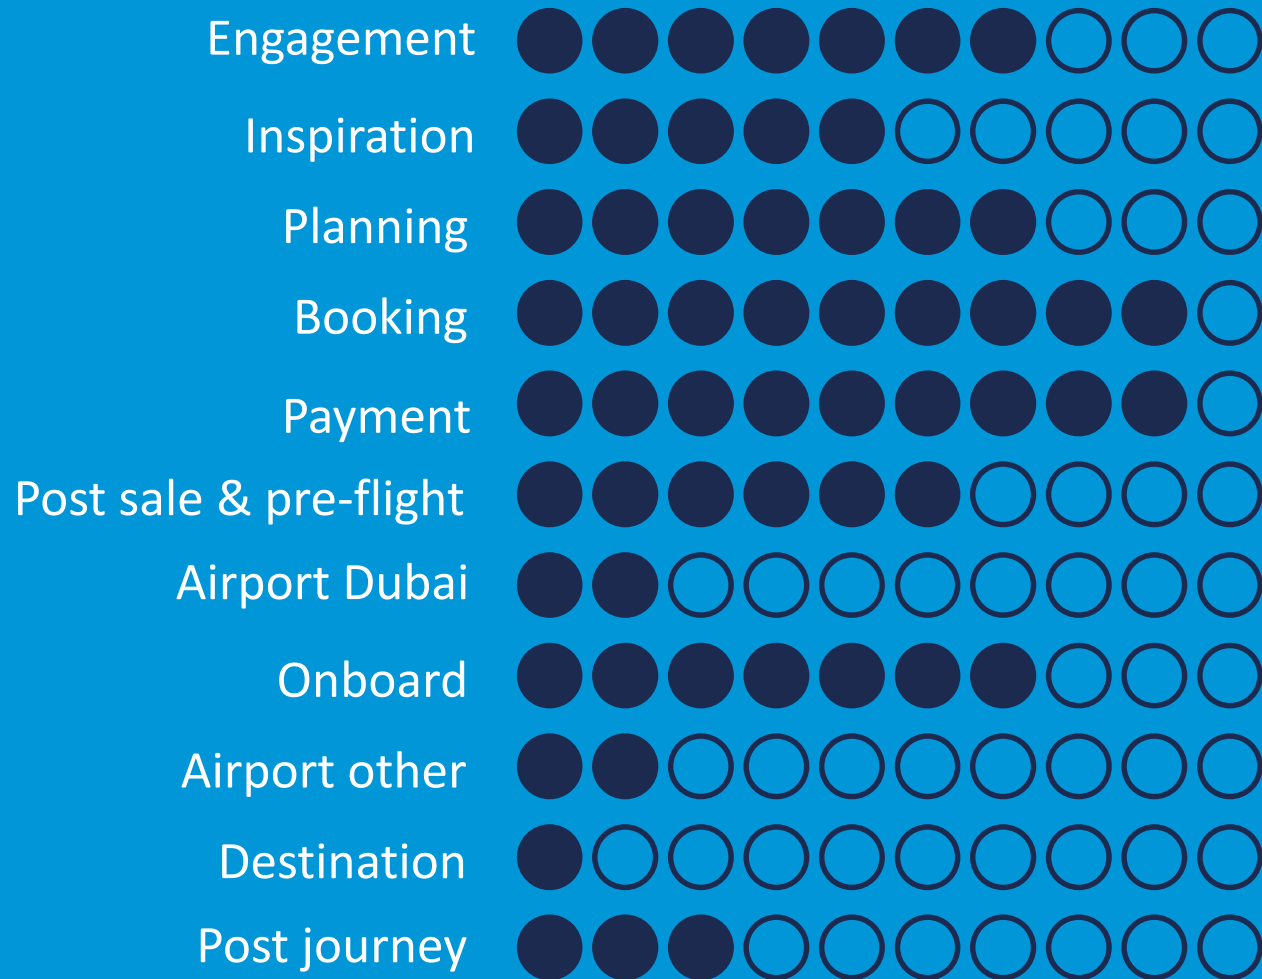 Engagement
Inspiration
Planning
Booking
Payment
Post sale & pre-flight
Airport Dubai
Onboard
Airport other
Destination
Post journey